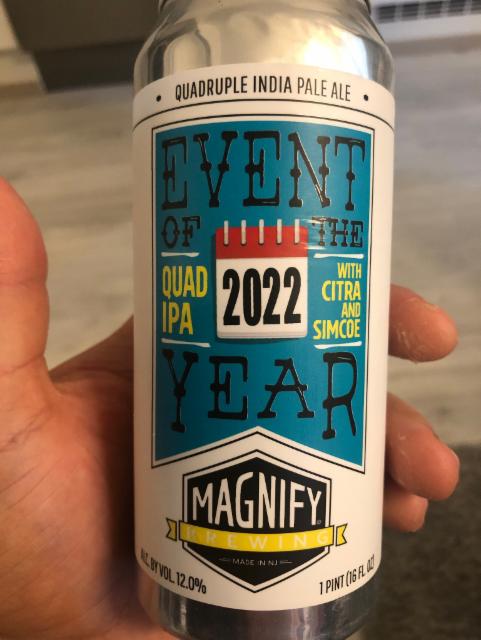 • QUADRUPLE INDIA PALE ALE •
EVENT
OF THE
QUAD
IPA
2022
WITH
CITRA
AND
SIMCOE
YEAR
MAGNIFY
BREWING
MADE IN NJ
ALC. BY VOL. 12.0%
1 PINT (16 FL OZ)